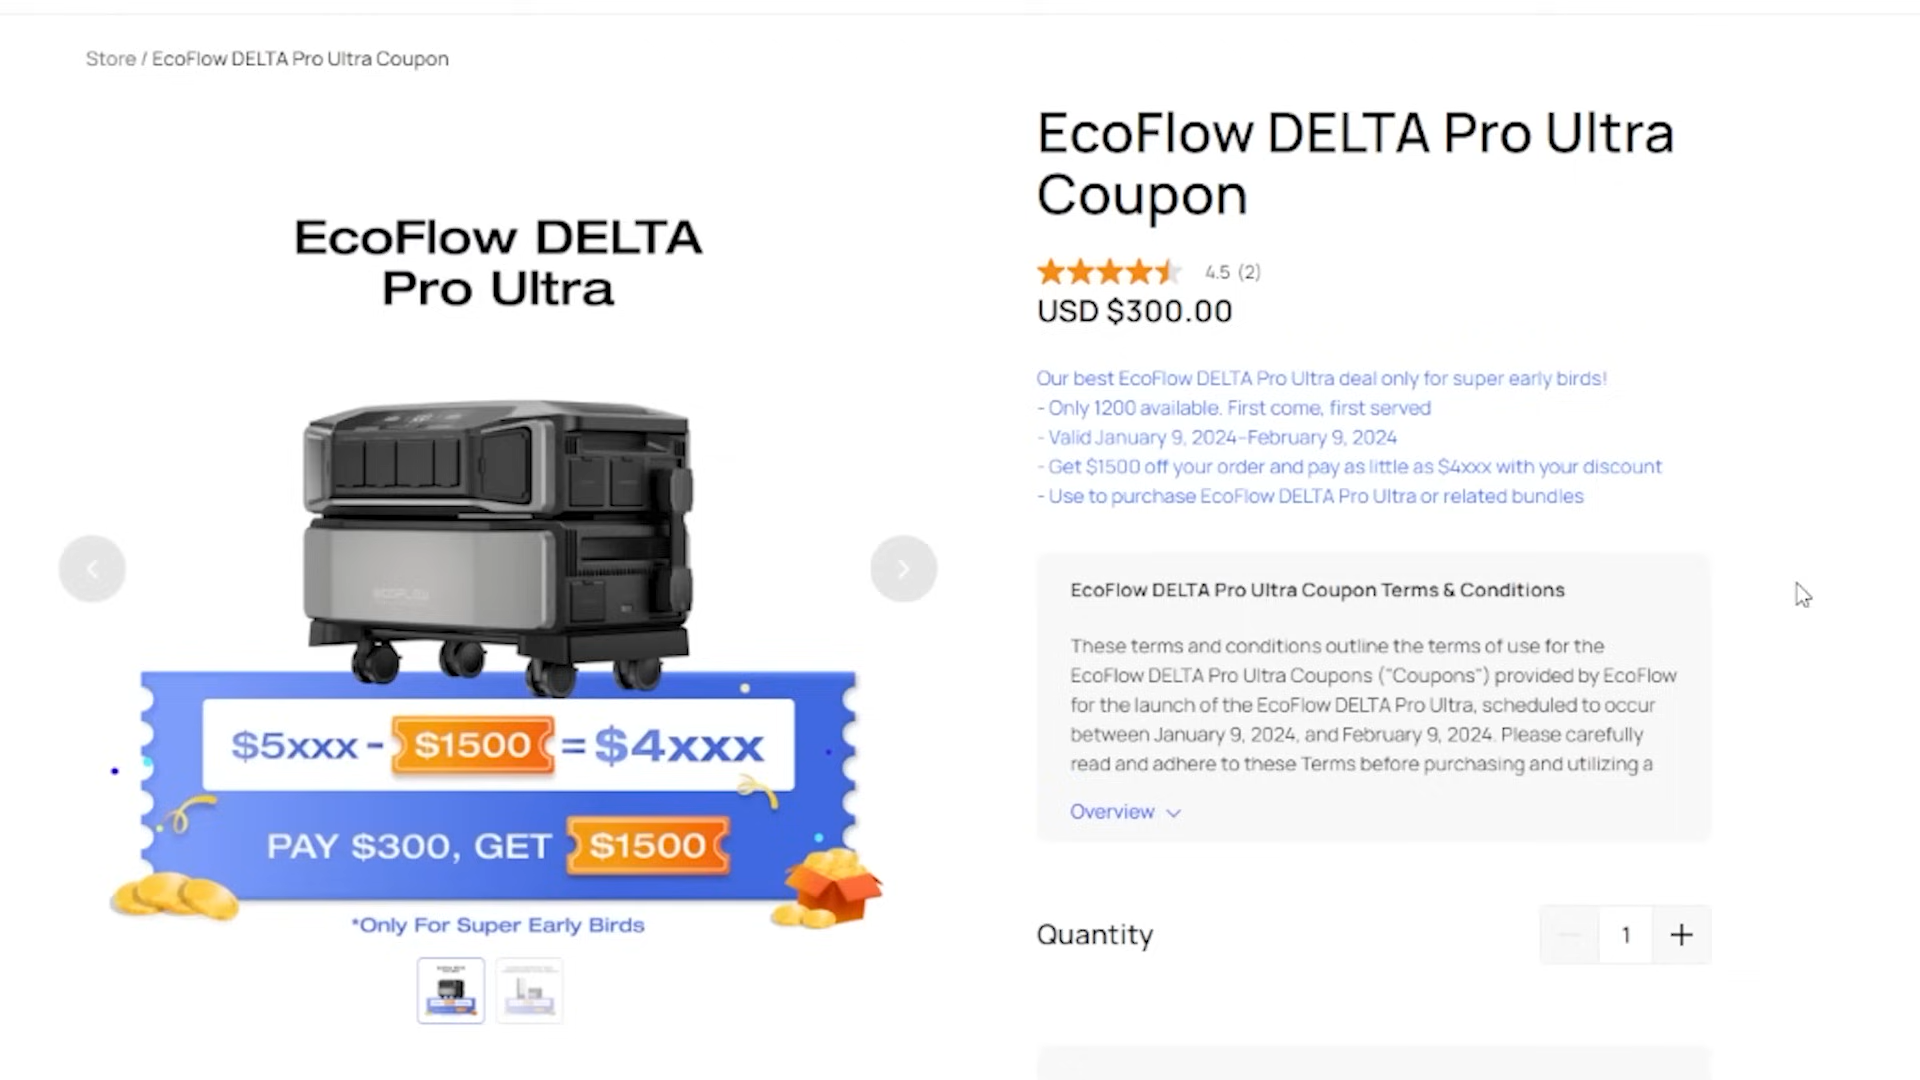 Store / EcoFlow DELTA Pro Ultra Coupon
EcoFlow DELTA
Pro Ultra
ECOFLOW
$5xxx - $1500 = $4xxx
PAY $300, GET $1500
*Only For Super Early Birds
EcoFlow DELTA Pro Ultra
Coupon
4.5 (2)
USD $300.00
Our best EcoFlow DELTA Pro Ultra deal only for super early birds!
- Only 1200 available. First come, first served
- Valid January 9, 2024-February 9, 2024
- Get $1500 off your order and pay as little as $4xxx with your discount
- Use to purchase EcoFlow DELTA Pro Ultra or related bundles
EcoFlow DELTA Pro Ultra Coupon Terms & Conditions
These terms and conditions outline the terms of use for the
EcoFlow DELTA Pro Ultra Coupons ("Coupons") provided by EcoFlow
for the launch of the EcoFlow DELTA Pro Ultra, scheduled to occur
between January 9, 2024, and February 9, 2024. Please carefully
read and adhere to these Terms before purchasing and utilizing a
Overview
Quantity
1